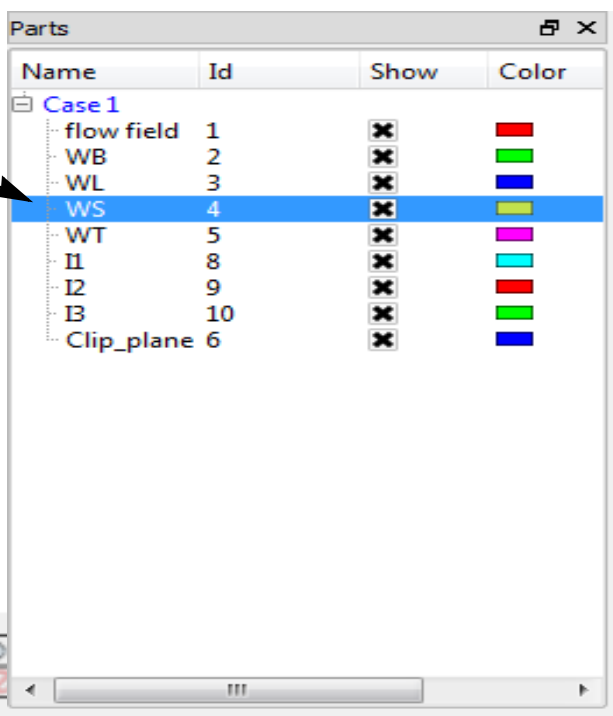 Parts
Name Id Show Color
Case 1
flow field 1
WB 2
WL 3
WS 4
WT 5
I1 8
I2 9
I3 10
Clip_plane 6